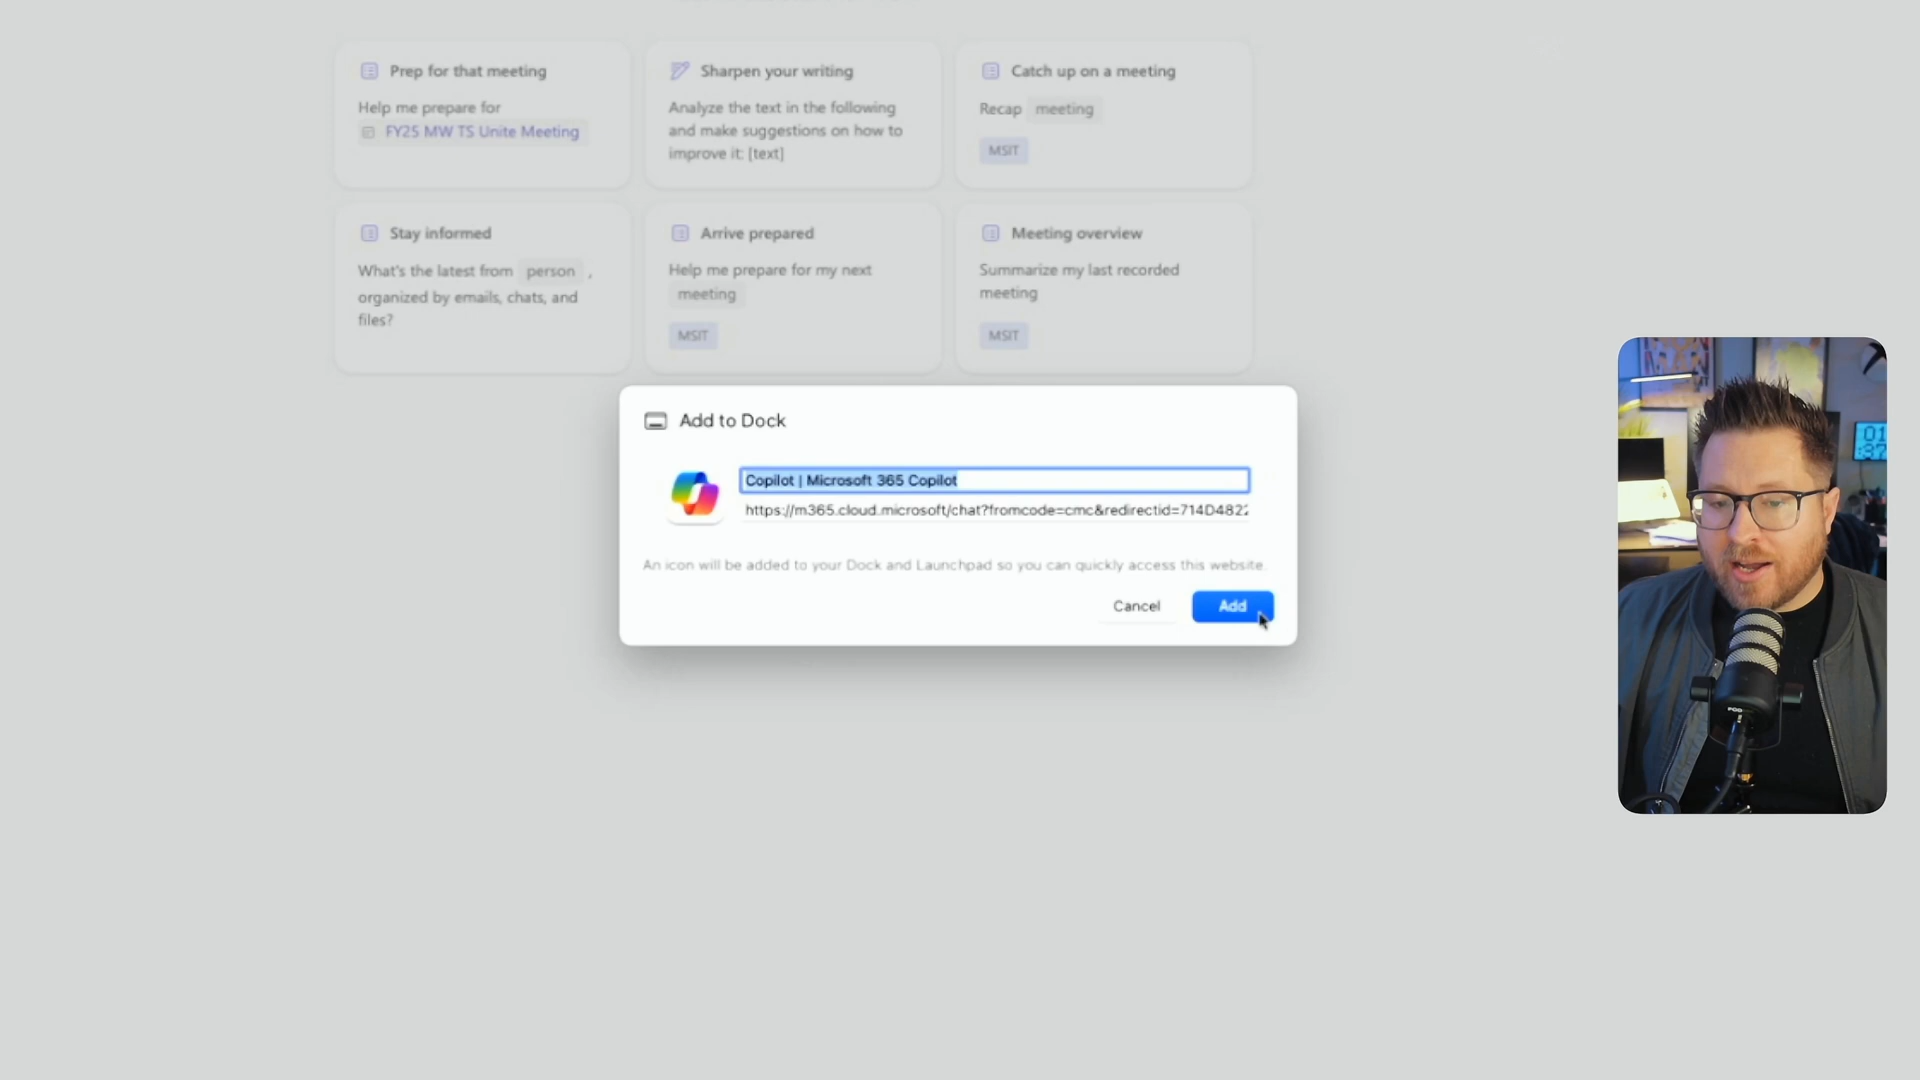 Prep for that meeting
Help me prepare for
FY25 MW TS Unite Meeting
Sharpen your writing
Analyze the text in the following
and make suggestions on how to
improve it: [text]
Catch up on a meeting
Recap meeting
MSIT
Stay informed
What's the latest from person ,
organized by emails, chats, and
files?
Arrive prepared
Help me prepare for my next
meeting
MSIT
Meeting overview
Summarize my last recorded
meeting
MSIT
Add to Dock
Copilot | Microsoft 365 Copilot
https://m365.cloud.microsoft/chat?fromcode=cmc&redirectid=714D4822
An icon will be added to your Dock and Launchpad so you can quickly access this website.
Cancel
Add
01
37